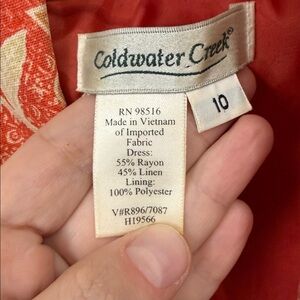 Coldwater Creek®
10
RN 98516
Made in Vietnam
of Imported
Fabric
Dress:
55% Rayon
45% Linen
Lining:
100% Polyester
V#R896/7087
H19566